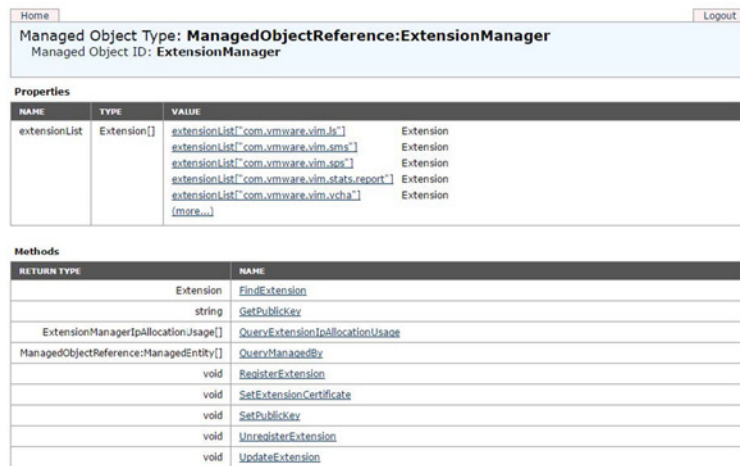 Home Logout
Managed Object Type: ManagedObjectReference:ExtensionManager
Managed Object ID: ExtensionManager
Properties
NAME TYPE VALUE
extensionList Extension[] extensionList["com.vmware.vim.ls"] Extension
extensionList["com.vmware.vim.sms"] Extension
extensionList["com.vmware.vim.sps"] Extension
extensionList["com.vmware.vim.stats.report"] Extension
extensionList["com.vmware.vim.vcha"] Extension
(more...)
Methods
RETURN TYPE NAME
Extension FindExtension
string GetPublicKey
ExtensionManagerIpAllocationUsage[] QueryExtensionIpAllocationUsage
ManagedObjectReference:ManagedEntity[] QueryManagedBy
void RegisterExtension
void SetExtensionCertificate
void SetPublicKey
void UnregisterExtension
void UpdateExtension